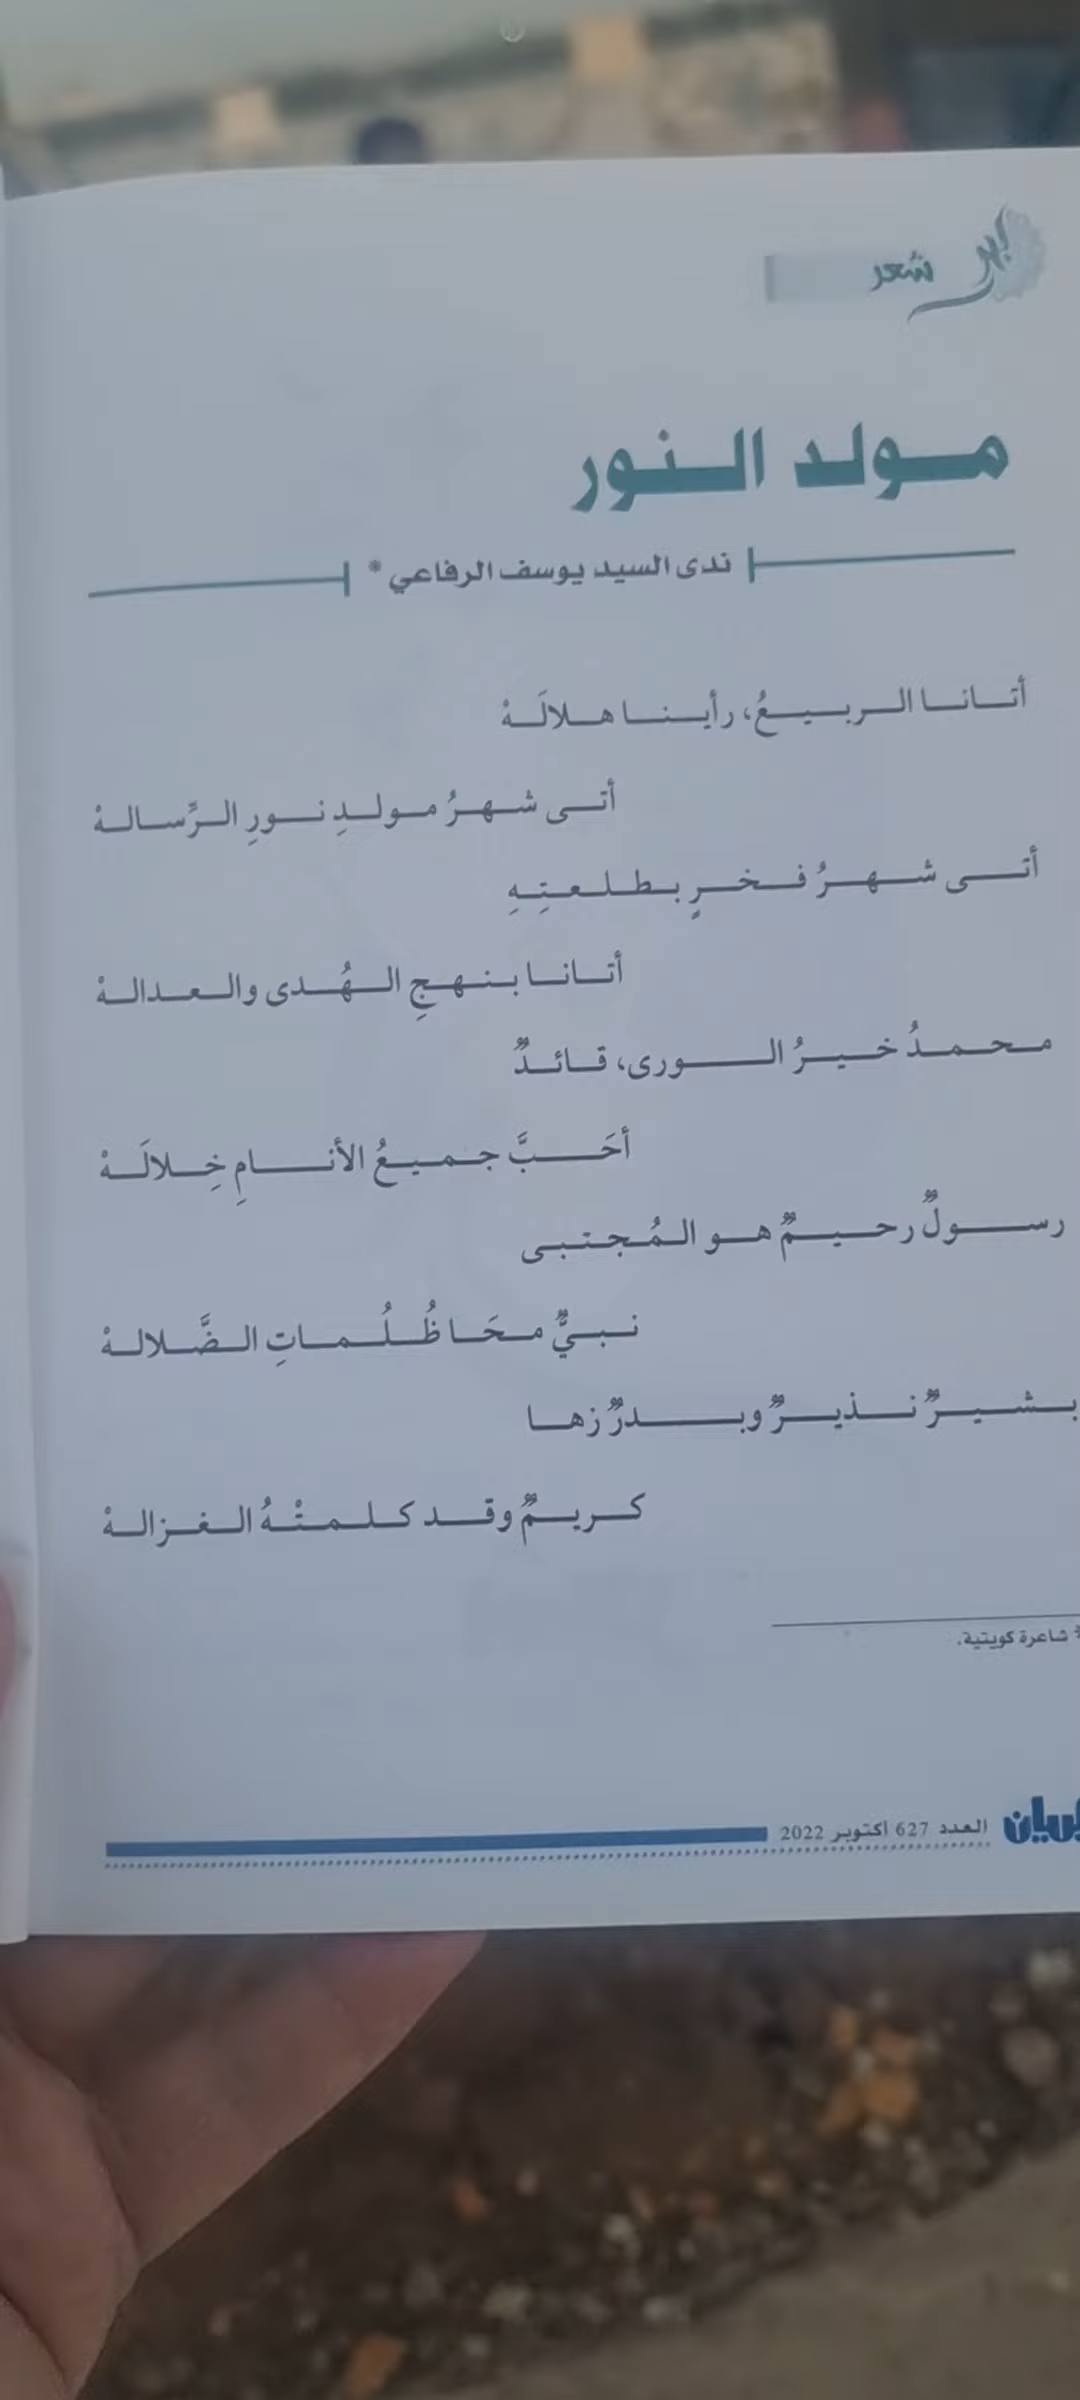 شعر
مولد النور
ندى السيد يوسف الرفاعي *
أتانا الربيعُ، رأينا هلالَهْ
أتى شهرُ مولدِ نورِ الرِّسالهْ
أتى شهرُ فخرٍ بطلعتِهِ
أتانا بنهجِ الهُدى والعدالهْ
محمدُ خيرُ الورى، قائدٌ
أحَبَّ جميعُ الأنامِ خِلالَهْ
رسولٌ رحيمٌ هو المُجتبى
نبيٌّ محَا ظُلُماتِ الضَّلالهْ
بشيرٌ نذيرٌ وبدرٌ زها
كريمٌ وقد كلمتْهُ الغزالهْ
* شاعرة كويتية.
العدد 627 أكتوبر 2022